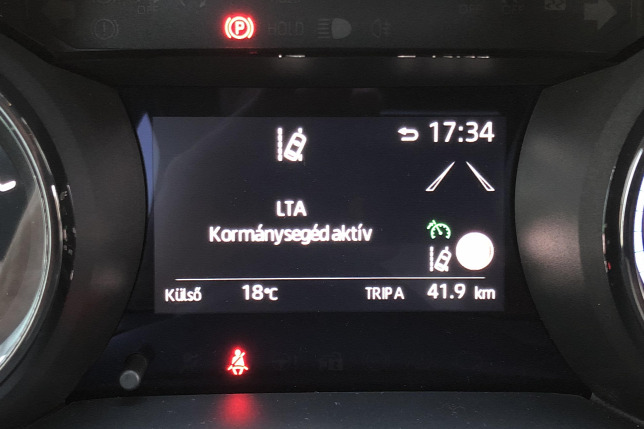 P
HOLD
17:34
LTA
Kormánysegéd aktív
Külső 18°C TRIP A 41.9 km